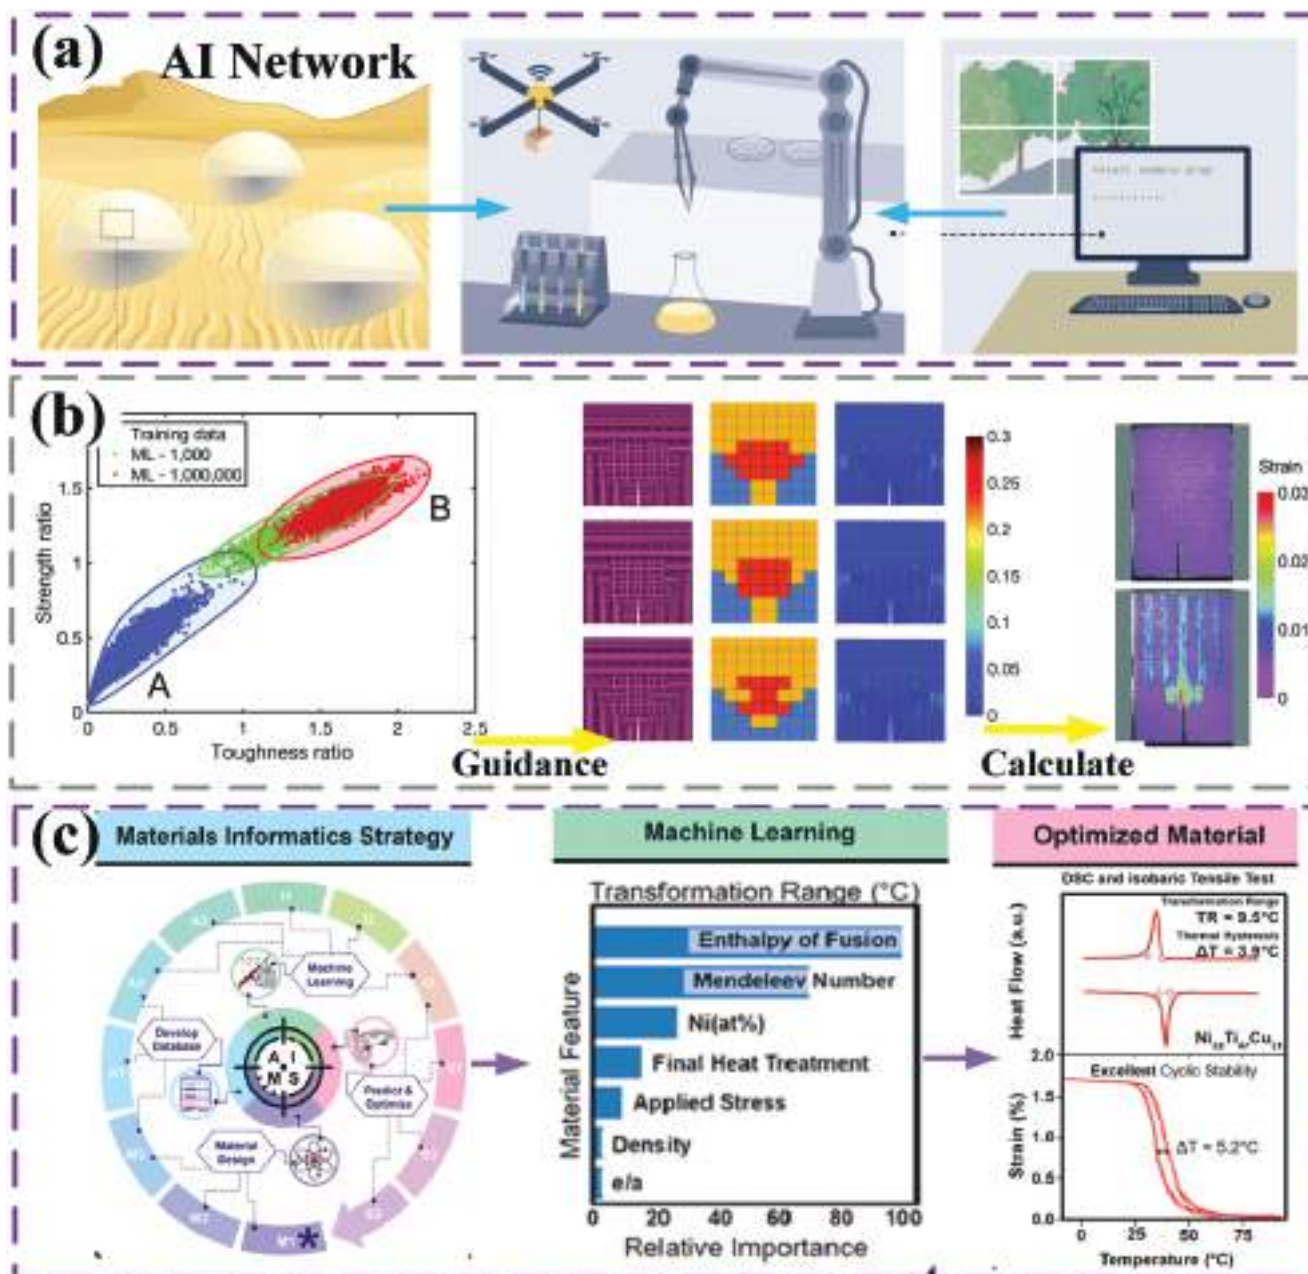 (a)
AI Network
(b)
Training data
ML - 1,000
ML - 1,000,000
Strength ratio
1.5
1
0.5
0
0
0.5
1
1.5
2
2.5
A
B
Toughness ratio
Guidance
0.3
0.25
0.2
0.15
0.1
0.05
0
Calculate
Strain
0.03
0.02
0.01
0
(c)
Materials Informatics Strategy
Machine
Learning
Develop
Database
A I
M S
Predict &
Optimize
Material
Design
*
Machine Learning
Transformation Range (°C)
Material Feature
Enthalpy of Fusion
Mendeleev Number
Ni(at%)
Final Heat Treatment
Applied Stress
Density
e/a
0
20
40
60
80
100
Relative Importance
Optimized Material
DSC and isobaric Tensile Test
Heat Flow (a.u.)
Transformation Range
TR = 9.5°C
Thermal Hysteresis
ΔT = 3.9°C
Excellent Cyclic Stability
Strain (%)
2.0
1.5
1.0
0.5
0.0
ΔT = 5.2°C
0
25
50
75
Temperature (°C)